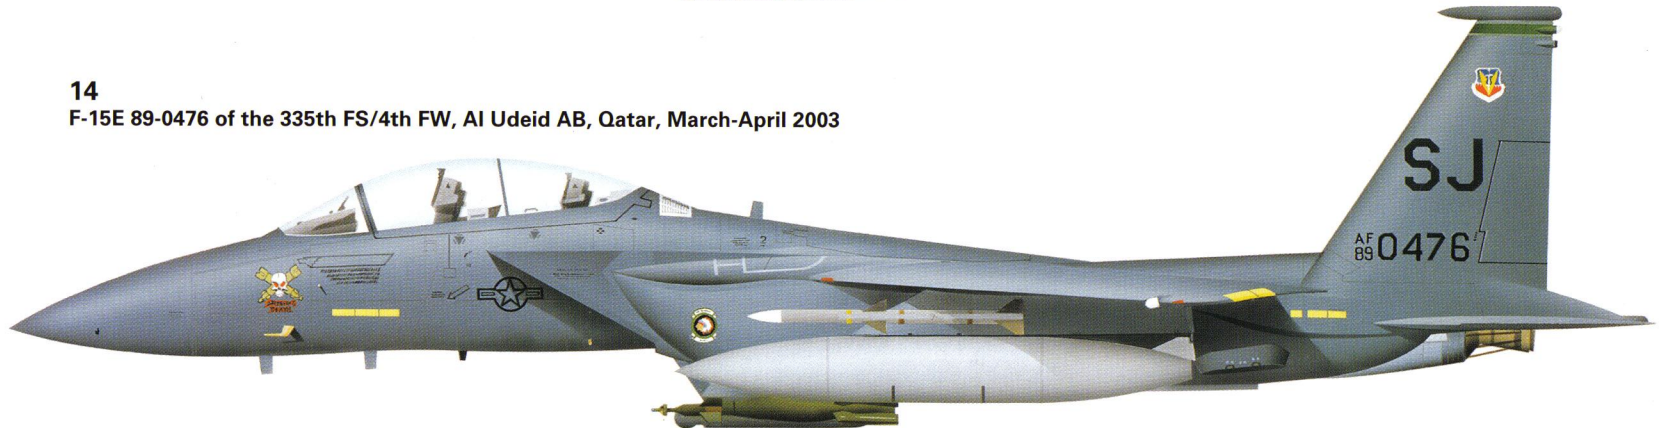 14
F-15E 89-0476 of the 335th FS/4th FW, Al Udeid AB, Qatar, March-April 2003
SJ
AF
89 0476